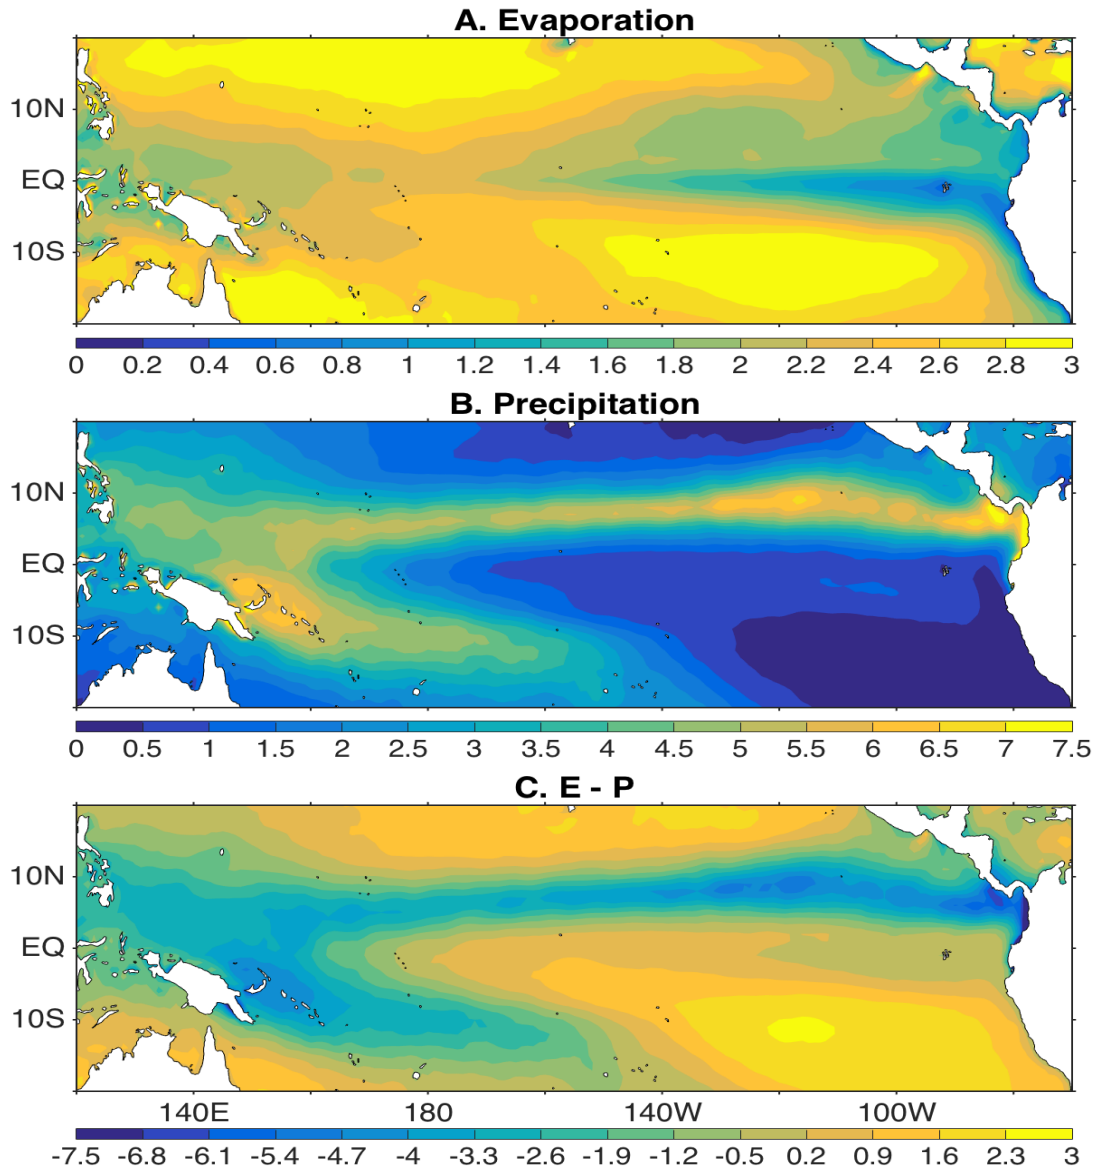 A. Evaporation
10N
EQ
10S
0 0.2 0.4 0.6 0.8 1 1.2 1.4 1.6 1.8 2 2.2 2.4 2.6 2.8 3
B. Precipitation
10N
EQ
10S
0 0.5 1 1.5 2 2.5 3 3.5 4 4.5 5 5.5 6 6.5 7 7.5
C. E - P
10N
EQ
10S
140E 180 140W 100W
-7.5 -6.8 -6.1 -5.4 -4.7 -4 -3.3 -2.6 -1.9 -1.2 -0.5 0.2 0.9 1.6 2.3 3